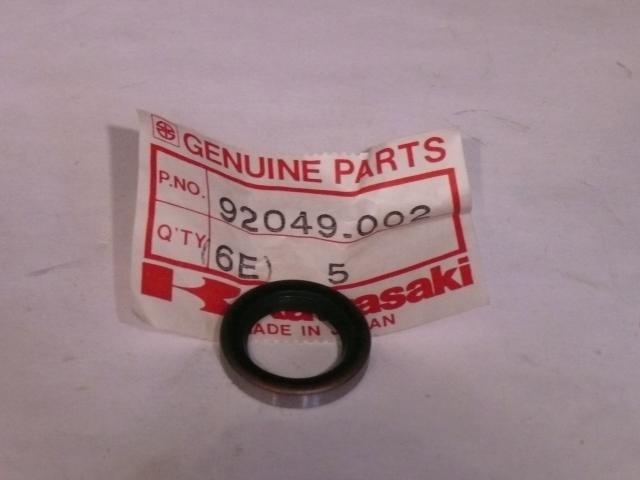 GENUINE PARTS
P.NO. 92049-002
Q'TY (6E) 5
Kawasaki
MADE IN JAPAN